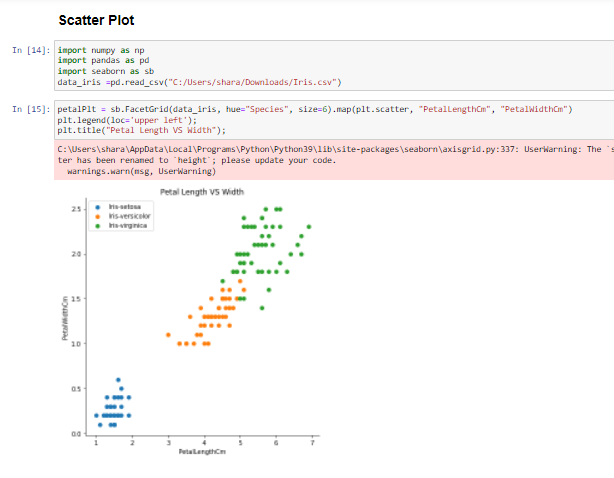 Scatter Plot
In [14]: import numpy as np
import pandas as pd
import seaborn as sb
data_iris =pd.read_csv("C:/Users/shara/Downloads/Iris.csv")
In [15]: petalPlt = sb.FacetGrid(data_iris, hue="Species", size=6).map(plt.scatter, "PetalLengthCm", "PetalWidthCm")
plt.legend(loc='upper left');
plt.title("Petal Length VS Width");
C:\Users\shara\AppData\Local\Programs\Python\Python39\lib\site-packages\seaborn\axisgrid.py:337: UserWarning: The `s
ter has been renamed to `height`; please update your code.
warnings.warn(msg, UserWarning)
Petal Length VS Width
Iris-setosa
Iris-versicolor
Iris-virginica
2.5
2.0
1.5
1.0
0.5
0.0
PetalWidthCm
1 2 3 4 5 6 7
PetalLengthCm